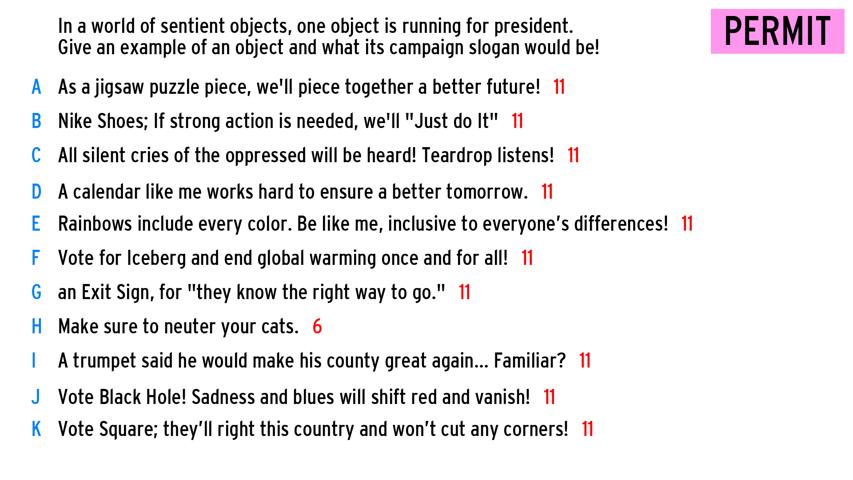 In a world of sentient objects, one object is running for president.
Give an example of an object and what its campaign slogan would be!
PERMIT
A As a jigsaw puzzle piece, we'll piece together a better future! 11
B Nike Shoes; If strong action is needed, we'll "Just do It" 11
C All silent cries of the oppressed will be heard! Teardrop listens! 11
D A calendar like me works hard to ensure a better tomorrow. 11
E Rainbows include every color. Be like me, inclusive to everyone’s differences! 11
F Vote for Iceberg and end global warming once and for all! 11
G an Exit Sign, for "they know the right way to go." 11
H Make sure to neuter your cats. 6
I A trumpet said he would make his county great again... Familiar? 11
J Vote Black Hole! Sadness and blues will shift red and vanish! 11
K Vote Square; they’ll right this country and won’t cut any corners! 11